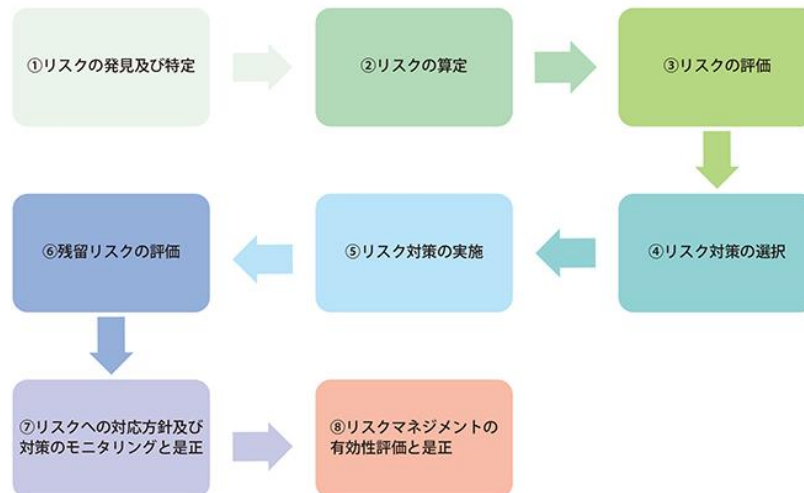 ①リスクの発見及び特定
②リスクの算定
③リスクの評価
④リスク対策の選択
⑤リスク対策の実施
⑥残留リスクの評価
⑦リスクへの対応方針及び
対策のモニタリングと是正
⑧リスクマネジメントの
有効性評価と是正